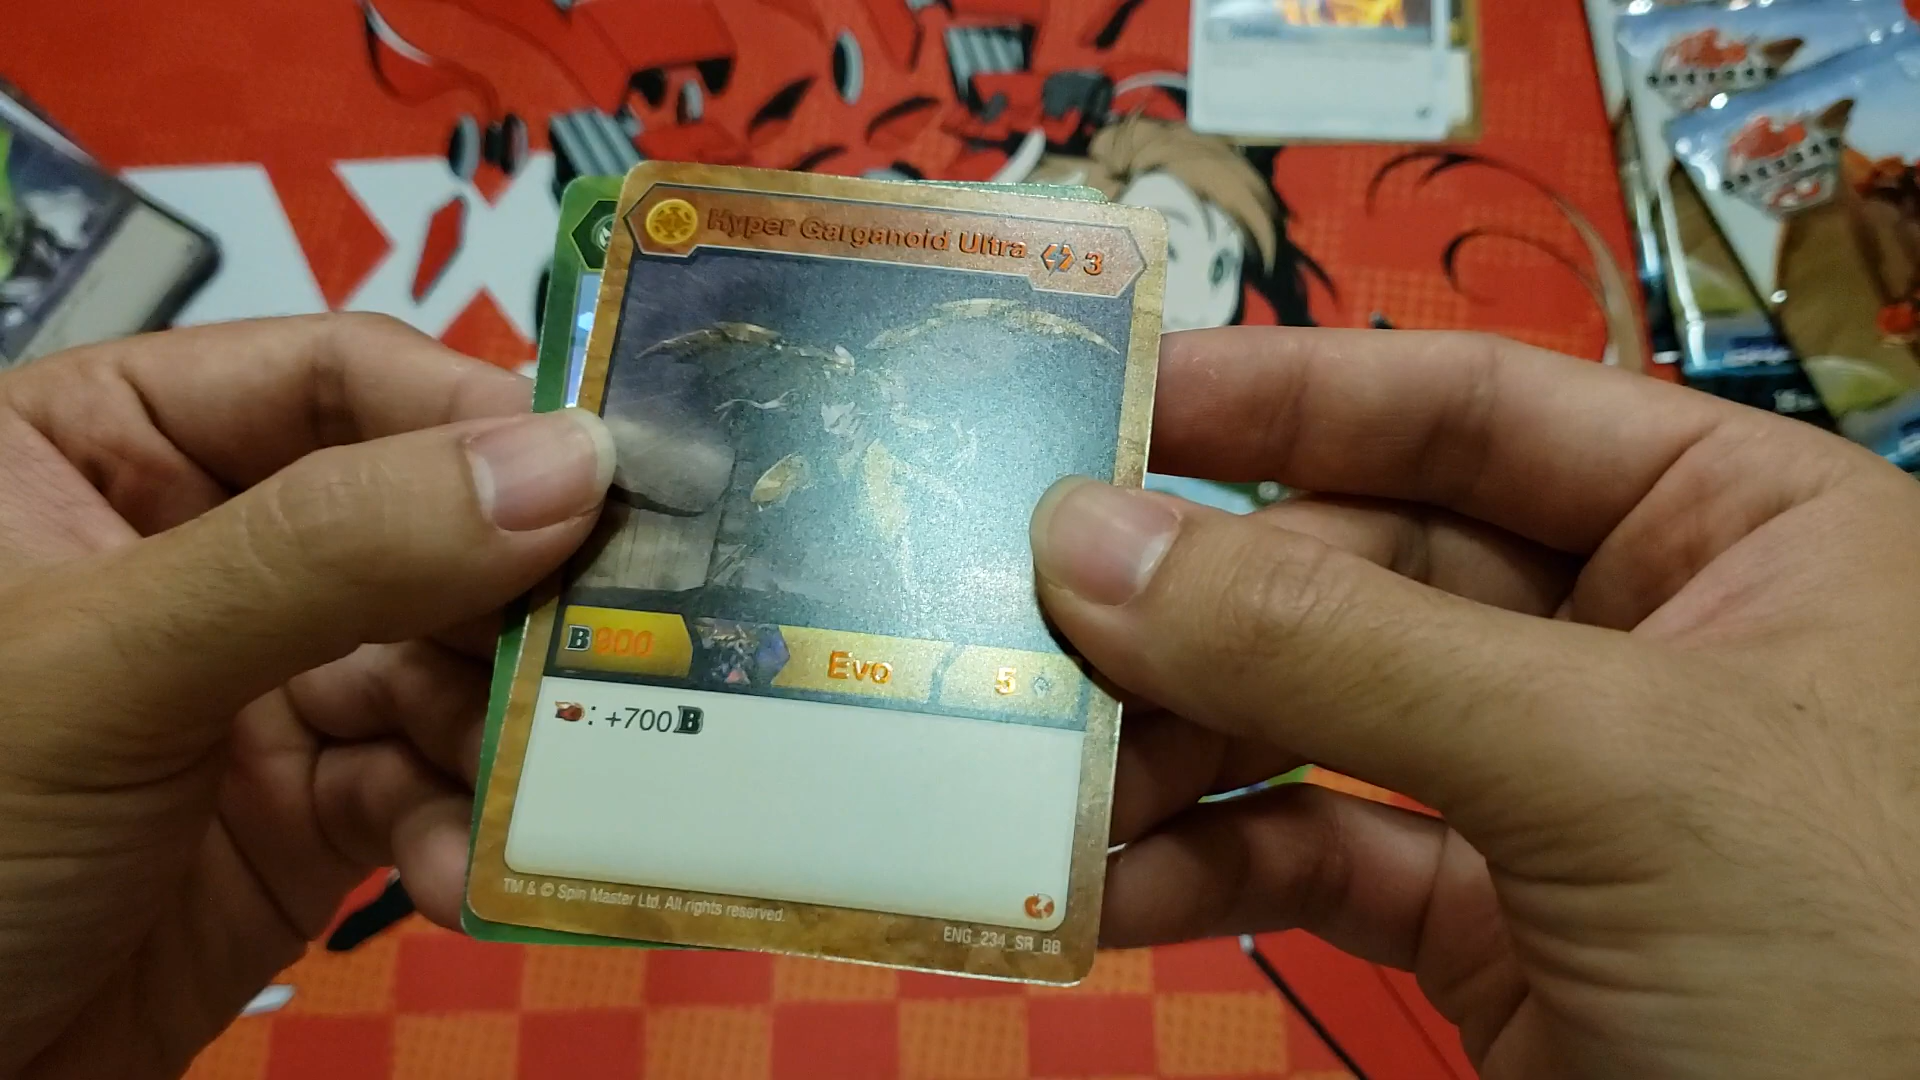 Hyper Garganoid Ultra 3
B 800 Evo 5
: +700 B
TM & © Spin Master Ltd. All rights reserved.
ENG_234_SR_BB